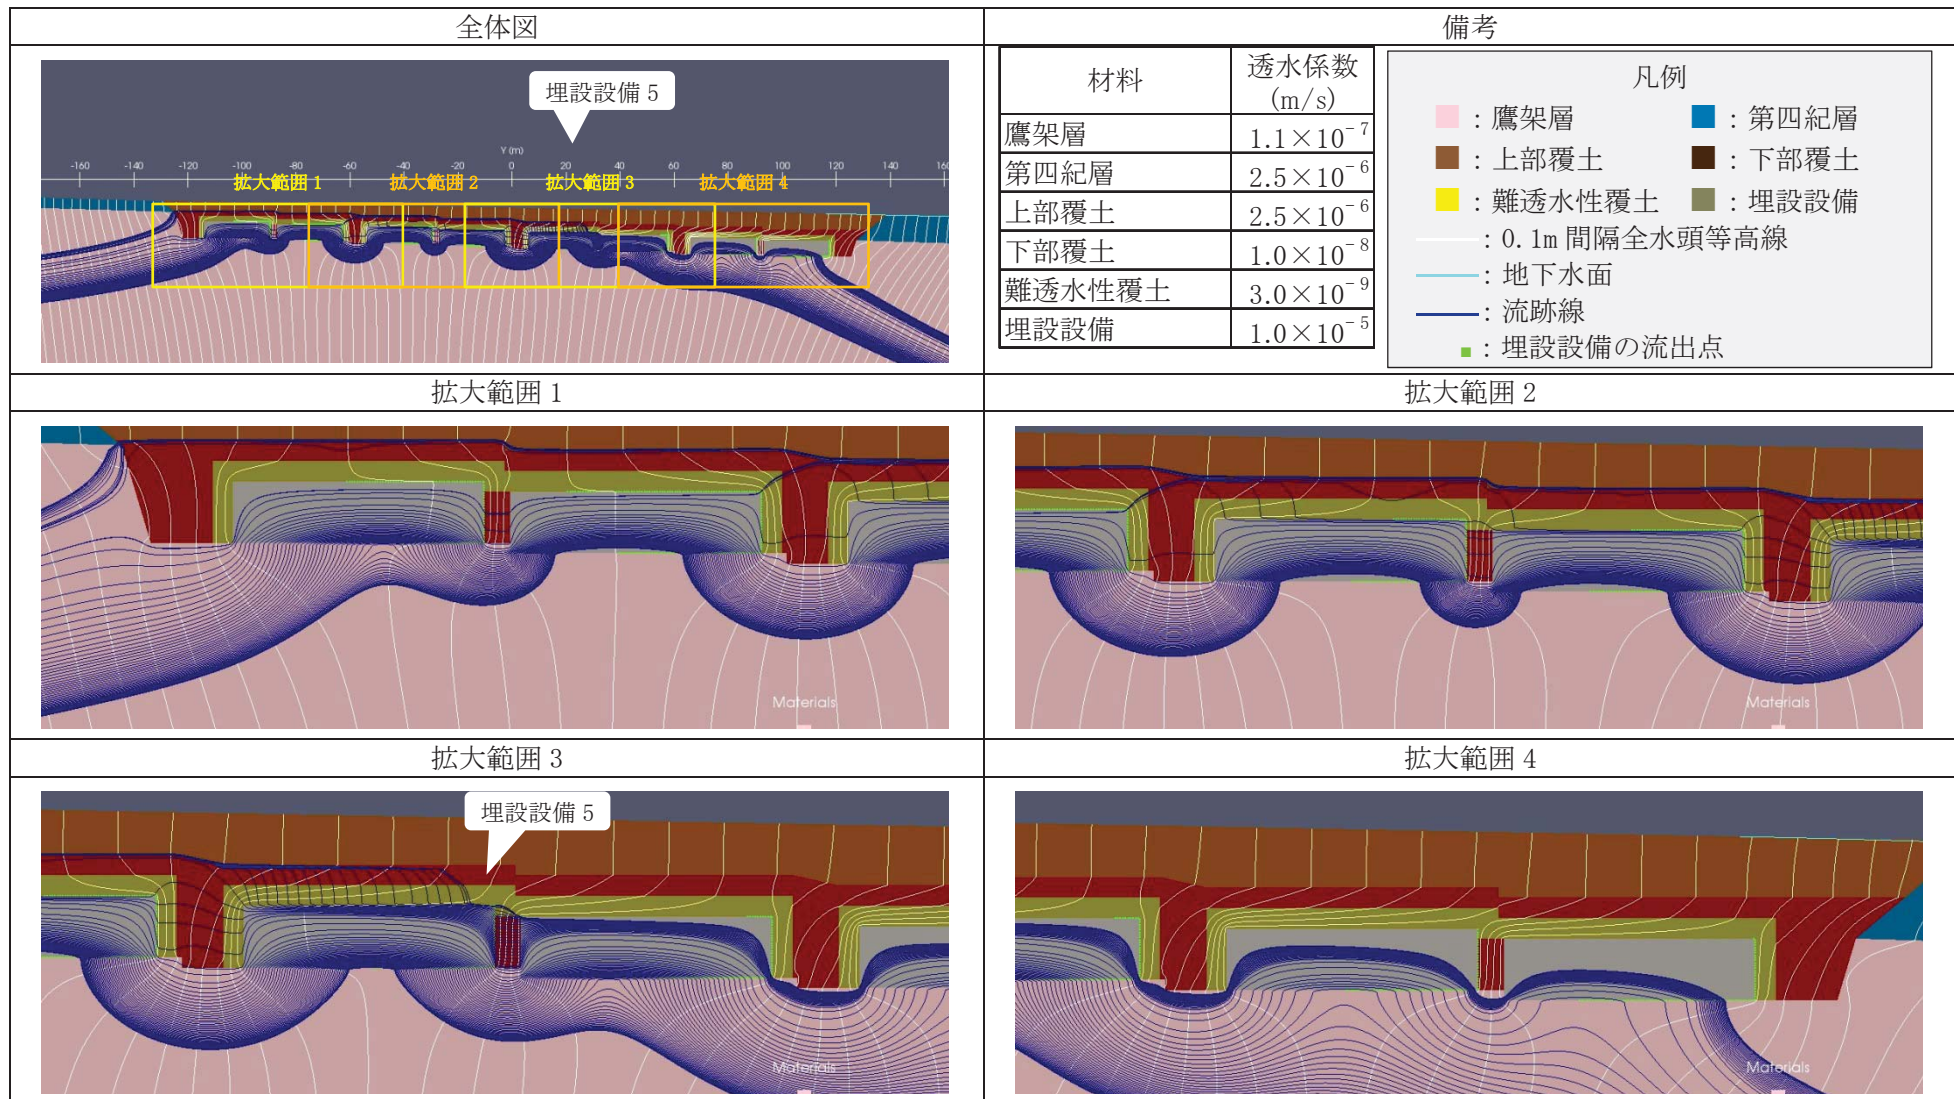 全体図
備考
埋設設備 5
Y (m)
-160 -140 -120 -100 -80 -60 -40 -20 0 20 40 60 80 100 120 140 160
拡大範囲 1 拡大範囲 2 拡大範囲 3 拡大範囲 4
材料 透水係数
(m/s)
鷹架層 1.1×10⁻⁷
第四紀層 2.5×10⁻⁶
上部覆土 2.5×10⁻⁶
下部覆土 1.0×10⁻⁸
難透水性覆土 3.0×10⁻⁹
埋設設備 1.0×10⁻⁵
凡例
：鷹架層 ：第四紀層
：上部覆土 ：下部覆土
：難透水性覆土 ：埋設設備
：0.1m 間隔全水頭等高線
：地下水面
：流跡線
：埋設設備の流出点
拡大範囲 1
拡大範囲 2
Materials
Materials
拡大範囲 3
拡大範囲 4
埋設設備 5
Materials
Materials